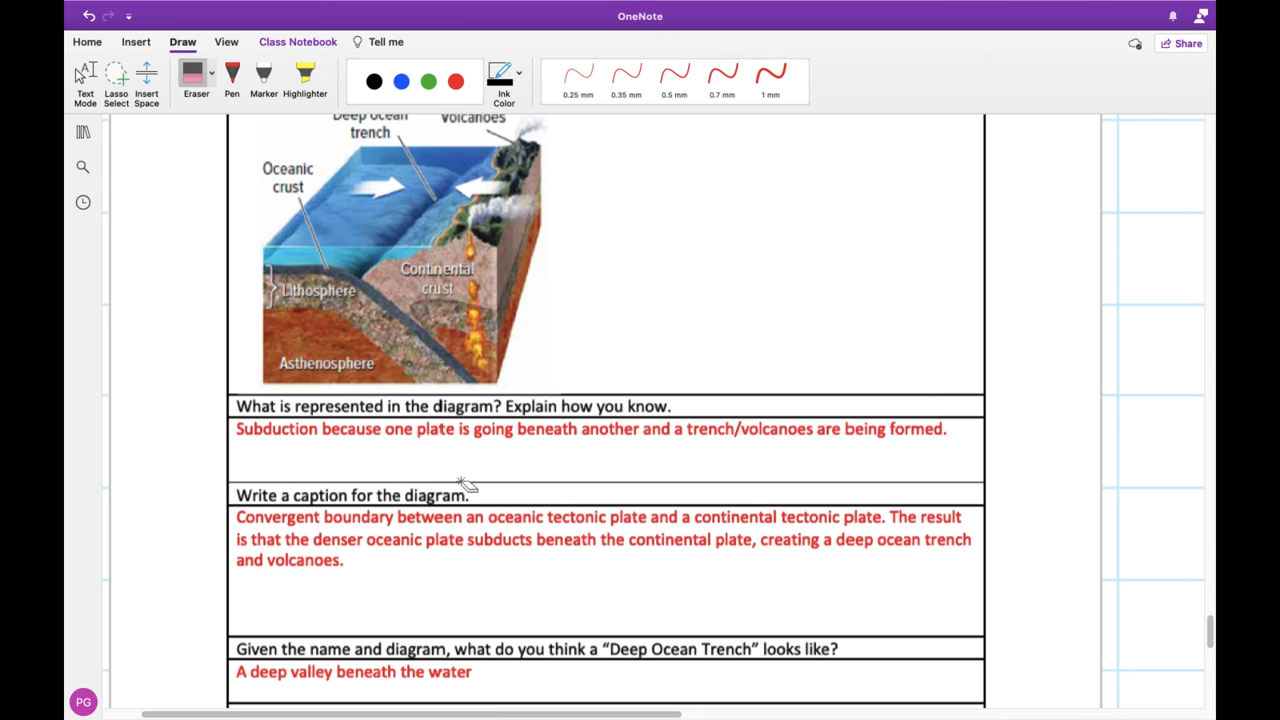 OneNote
Home Insert Draw View Class Notebook Tell me
Share
Text Mode
Lasso Select
Insert Space
Eraser
Pen
Marker
Highlighter
Ink Color
0.25 mm 0.35 mm 0.5 mm 0.7 mm 1 mm
Deep ocean
trench
Volcanoes
Oceanic
crust
Continental
crust
Lithosphere
Asthenosphere
What is represented in the diagram? Explain how you know.
Subduction because one plate is going beneath another and a trench/volcanoes are being formed.
Write a caption for the diagram.
Convergent boundary between an oceanic tectonic plate and a continental tectonic plate. The result
is that the denser oceanic plate subducts beneath the continental plate, creating a deep ocean trench
and volcanoes.
Given the name and diagram, what do you think a “Deep Ocean Trench” looks like?
A deep valley beneath the water
PG